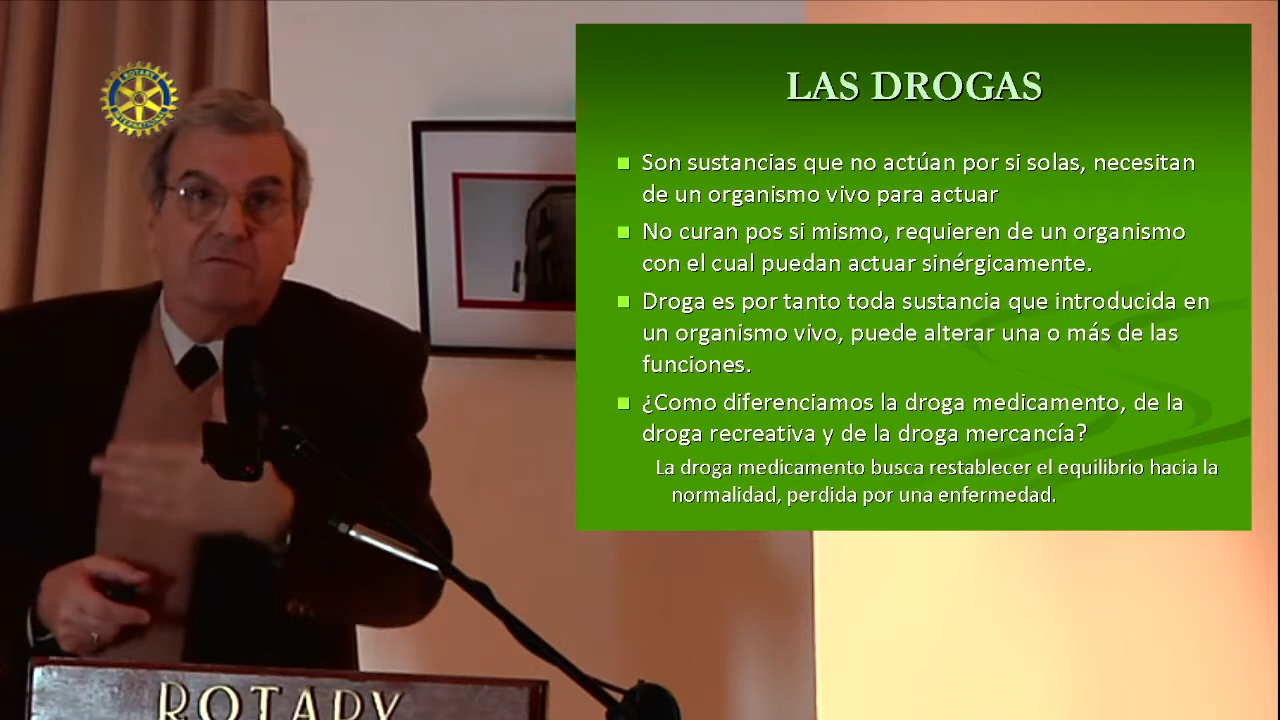 ROTARY
INTERNATIONAL
LAS DROGAS
Son sustancias que no actúan por si solas, necesitan
de un organismo vivo para actuar
No curan pos si mismo, requieren de un organismo
con el cual puedan actuar sinérgicamente.
Droga es por tanto toda sustancia que introducida en
un organismo vivo, puede alterar una o más de las
funciones.
¿Como diferenciamos la droga medicamento, de la
droga recreativa y de la droga mercancía?
La droga medicamento busca restablecer el equilibrio hacia la
normalidad, perdida por una enfermedad.
ROTARY